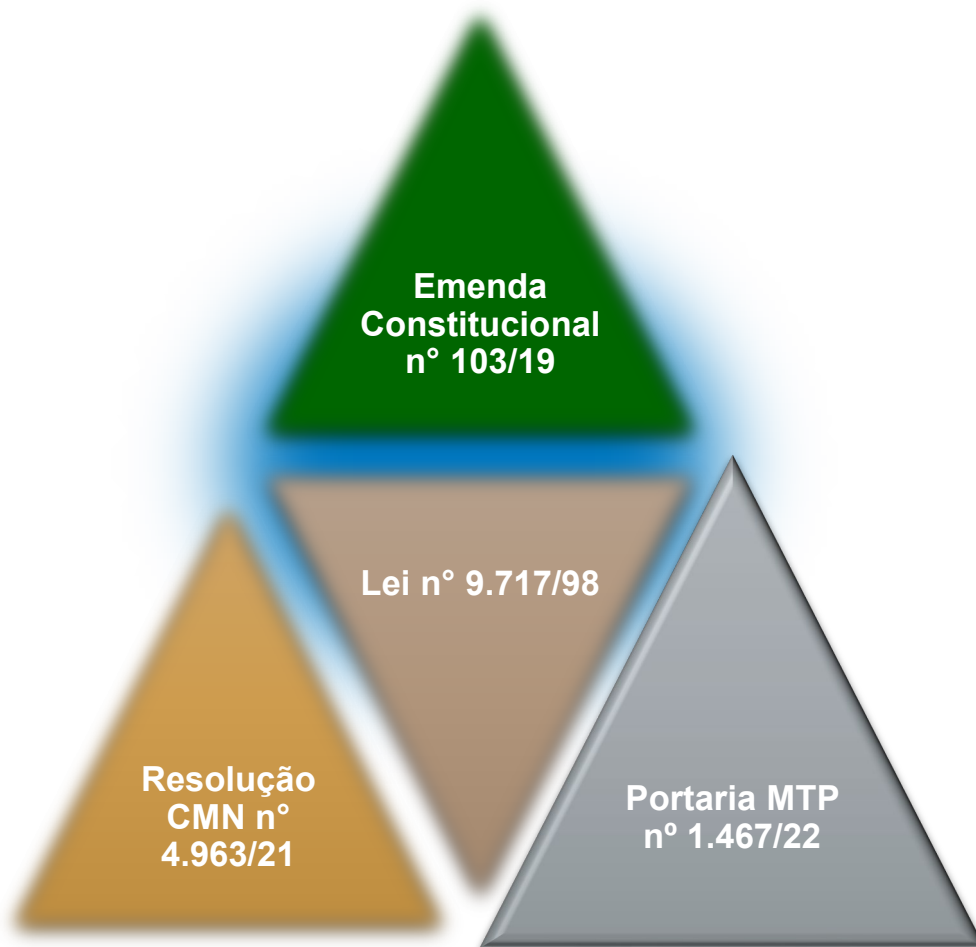 Emenda
Constitucional
n° 103/19
Lei n° 9.717/98
Resolução
CMN n°
4.963/21
Portaria MTP
nº 1.467/22